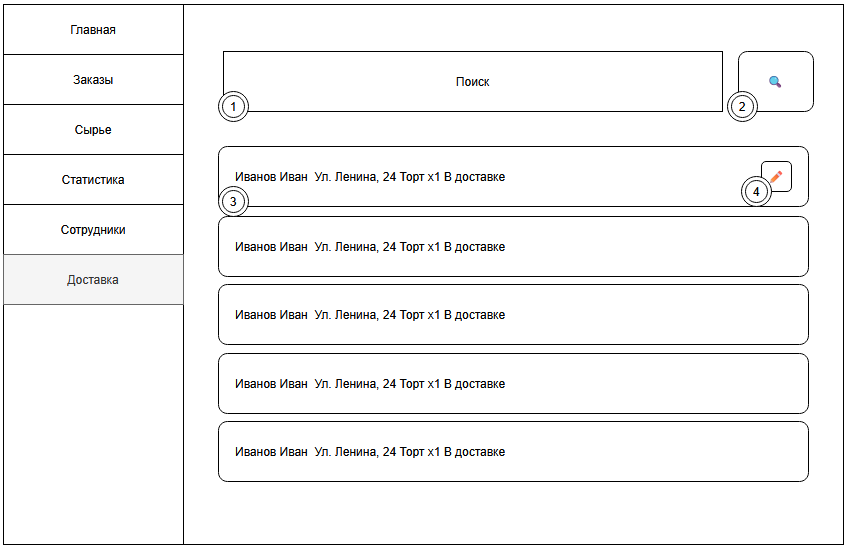 Главная
Заказы
Сырье
Статистика
Сотрудники
Доставка
Поиск
1
2
Иванов Иван  Ул. Ленина, 24 Торт x1 В доставке
3
4
Иванов Иван  Ул. Ленина, 24 Торт x1 В доставке
Иванов Иван  Ул. Ленина, 24 Торт x1 В доставке
Иванов Иван  Ул. Ленина, 24 Торт x1 В доставке
Иванов Иван  Ул. Ленина, 24 Торт x1 В доставке